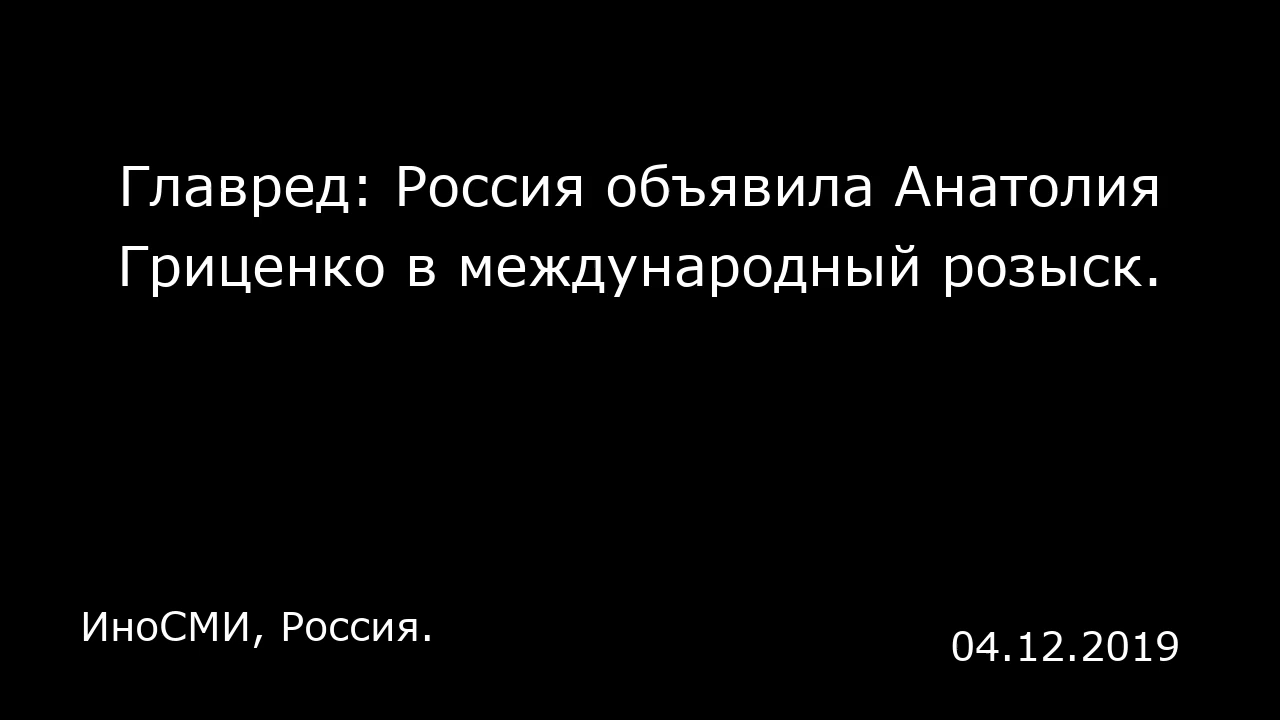 Главред: Россия объявила Анатолия
Гриценко в международный розыск.
ИноСМИ, Россия.
04.12.2019